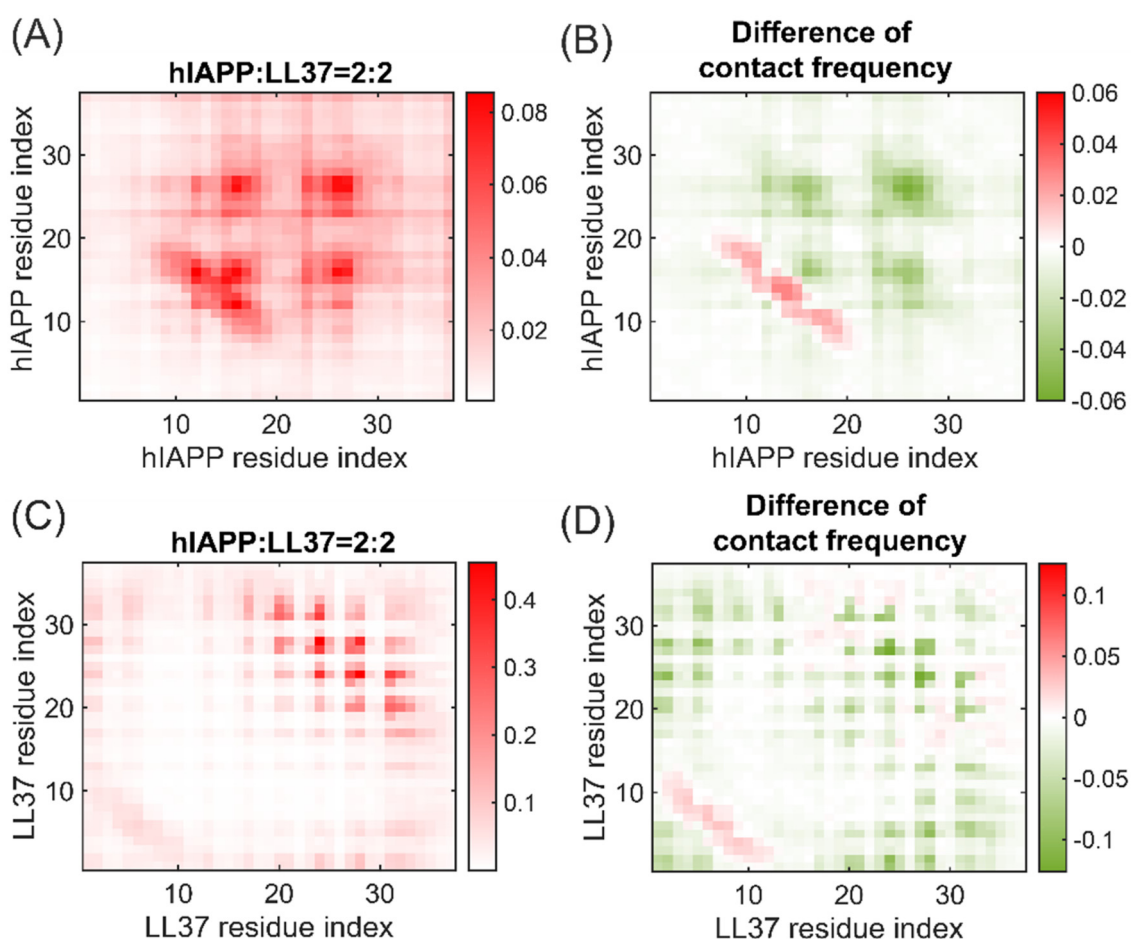 (A)
hIAPP:LL37=2:2
hIAPP residue index
30
20
10
10
20
30
hIAPP residue index
0.08
0.06
0.04
0.02
(B)
Difference of
contact frequency
hIAPP residue index
30
20
10
10
20
30
hIAPP residue index
0.06
0.04
0.02
0
-0.02
-0.04
-0.06
(C)
hIAPP:LL37=2:2
LL37 residue index
30
20
10
10
20
30
LL37 residue index
0.4
0.3
0.2
0.1
(D)
Difference of
contact frequency
LL37 residue index
30
20
10
10
20
30
LL37 residue index
0.1
0.05
0
-0.05
-0.1